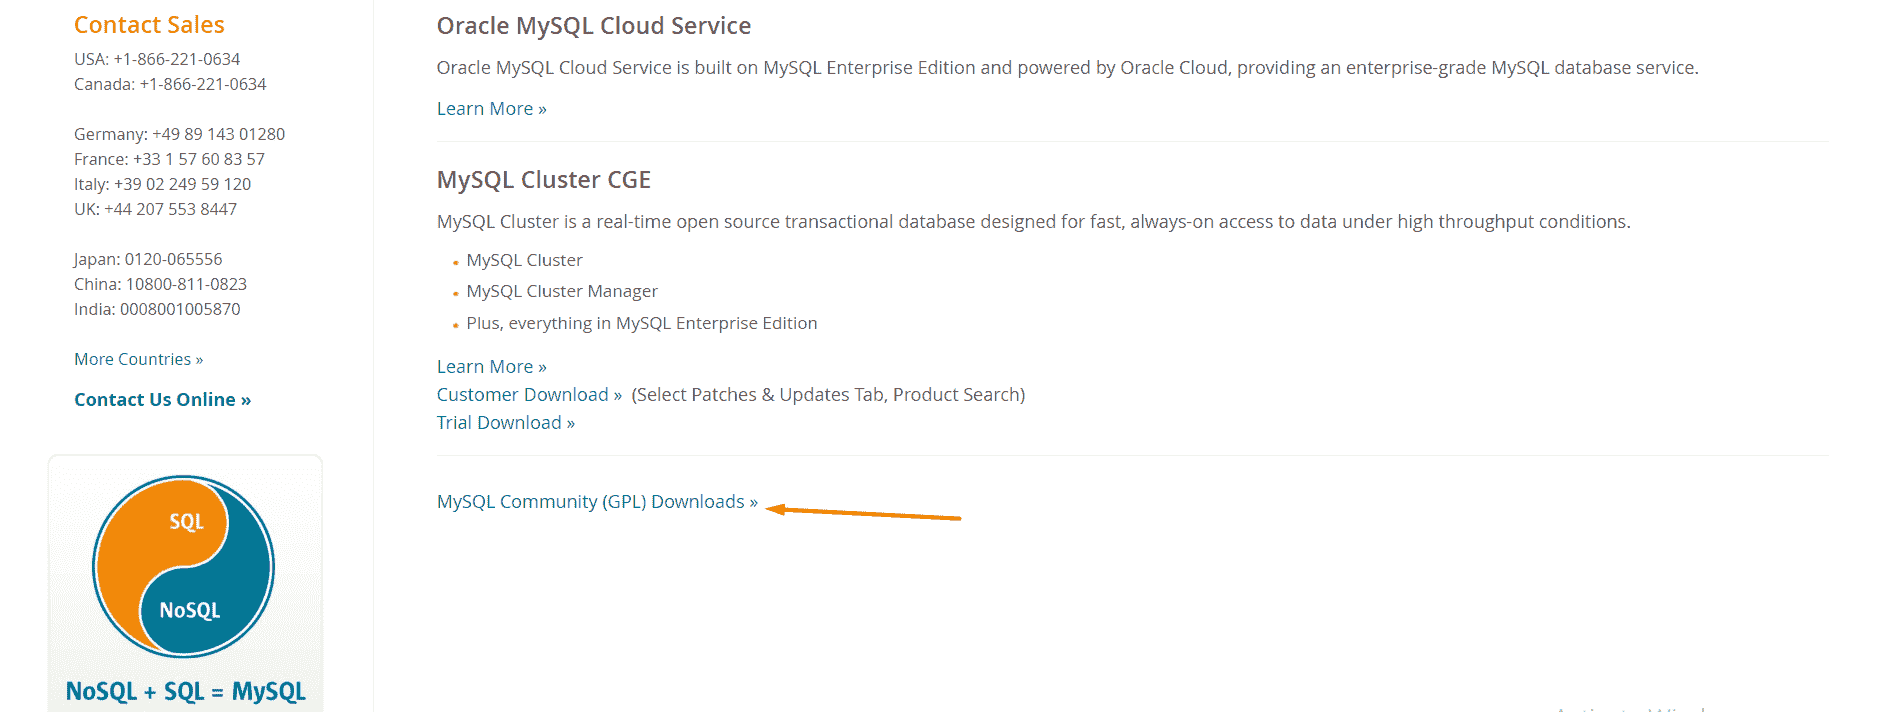 Contact Sales
USA: +1-866-221-0634
Canada: +1-866-221-0634
Germany: +49 89 143 01280
France: +33 1 57 60 83 57
Italy: +39 02 249 59 120
UK: +44 207 553 8447
Japan: 0120-065556
China: 10800-811-0823
India: 0008001005870
More Countries »
Contact Us Online »
SQL
NoSQL
NoSQL + SQL = MySQL
Oracle MySQL Cloud Service
Oracle MySQL Cloud Service is built on MySQL Enterprise Edition and powered by Oracle Cloud, providing an enterprise-grade MySQL database service.
Learn More »
MySQL Cluster CGE
MySQL Cluster is a real-time open source transactional database designed for fast, always-on access to data under high throughput conditions.
• MySQL Cluster
• MySQL Cluster Manager
• Plus, everything in MySQL Enterprise Edition
Learn More »
Customer Download » (Select Patches & Updates Tab, Product Search)
Trial Download »
MySQL Community (GPL) Downloads »